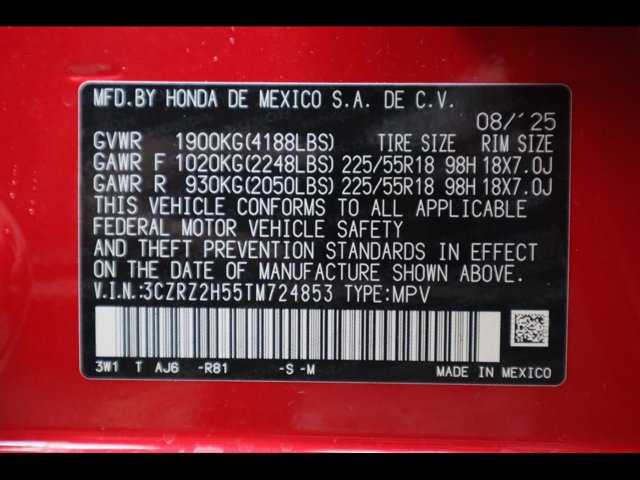 MFD. BY HONDA DE MEXICO S.A. DE C.V.
08/'25
GVWR 1900KG(4188LBS) TIRE SIZE RIM SIZE
GAWR F 1020KG(2248LBS) 225/55R18 98H 18X7.0J
GAWR R 930KG(2050LBS) 225/55R18 98H 18X7.0J
THIS VEHICLE CONFORMS TO ALL APPLICABLE
FEDERAL MOTOR VEHICLE SAFETY
AND THEFT PREVENTION STANDARDS IN EFFECT
ON THE DATE OF MANUFACTURE SHOWN ABOVE.
V.I.N.:3CZRZ2H55TM724853 TYPE:MPV
3W1 T AJ6 -R81 -S -M MADE IN MEXICO